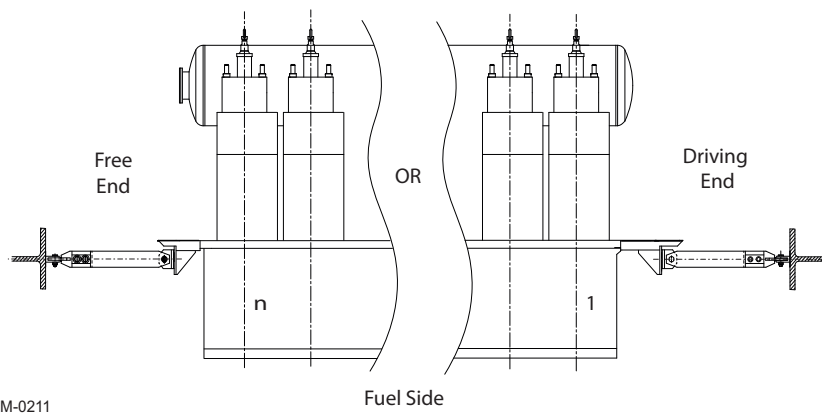 Free
End
OR
Driving
End
n
1
Fuel Side
M-0211